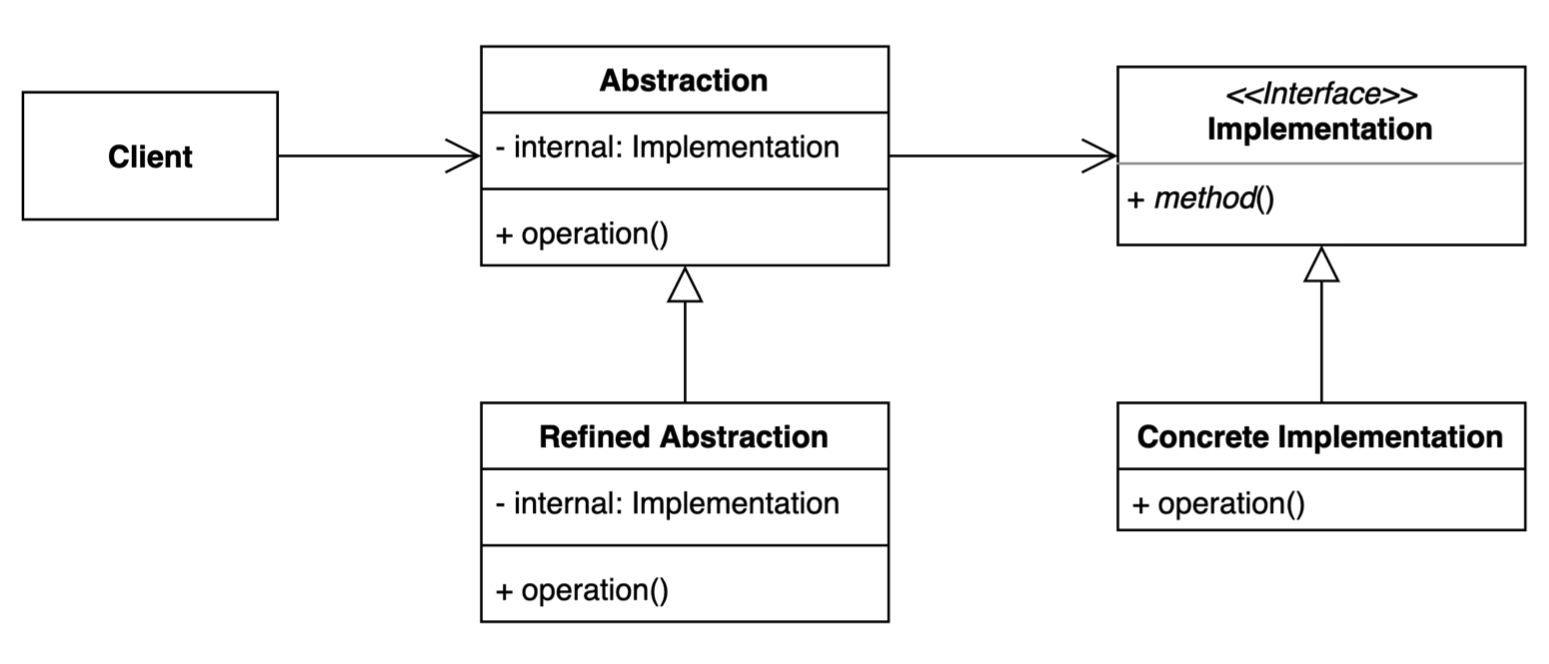 Client
Abstraction
- internal: Implementation
+ operation()
<<Interface>>
Implementation
+ method()
Refined Abstraction
- internal: Implementation
+ operation()
Concrete Implementation
+ operation()